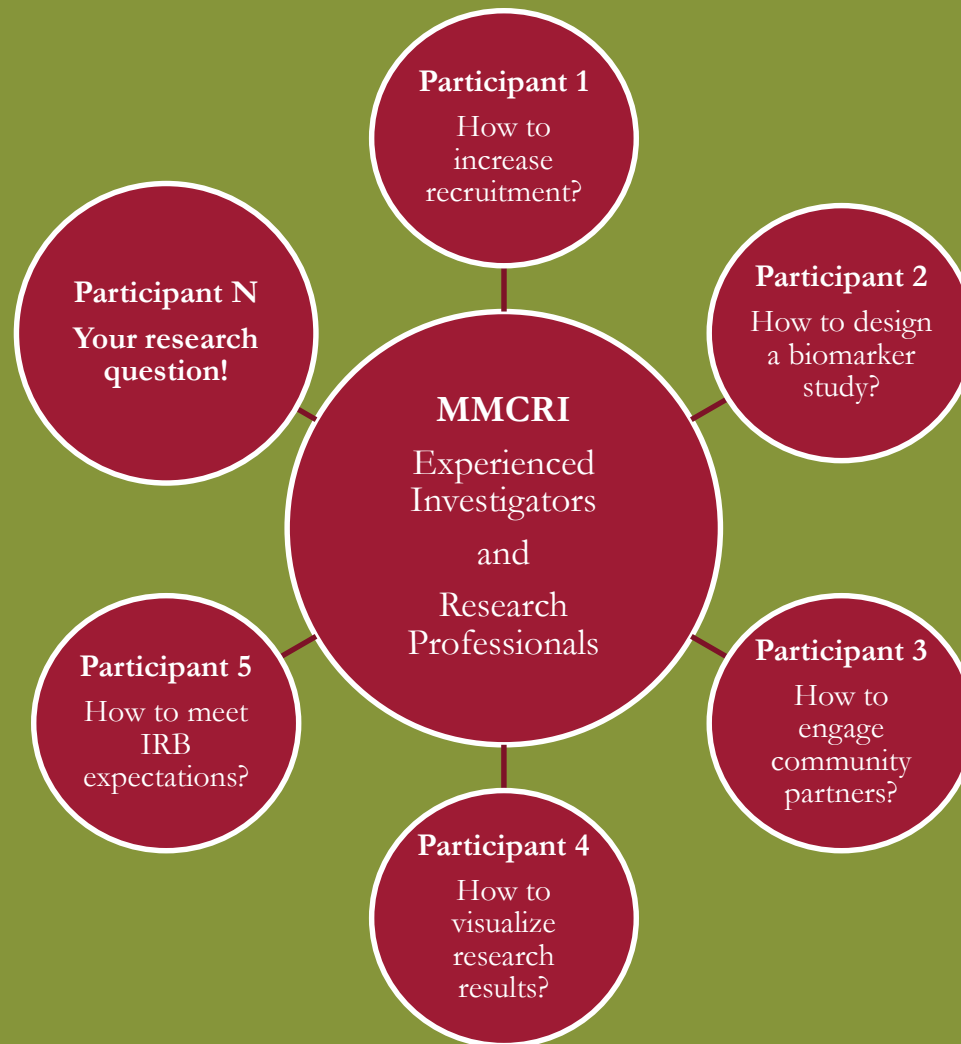 Participant 1
How to
increase
recruitment?
Participant 2
How to design
a biomarker
study?
Participant N
Your research
question!
MMCRI
Experienced
Investigators
and
Research
Professionals
Participant 3
How to
engage
community
partners?
Participant 5
How to meet
IRB
expectations?
Participant 4
How to
visualize
research
results?